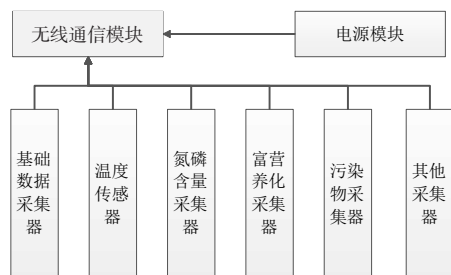 无线通信模块
电源模块
基础
数据
采集
器
温度
传感
器
氮磷
含量
采集
器
富营
养化
采集
器
污染
物采
集器
其他
采集
器